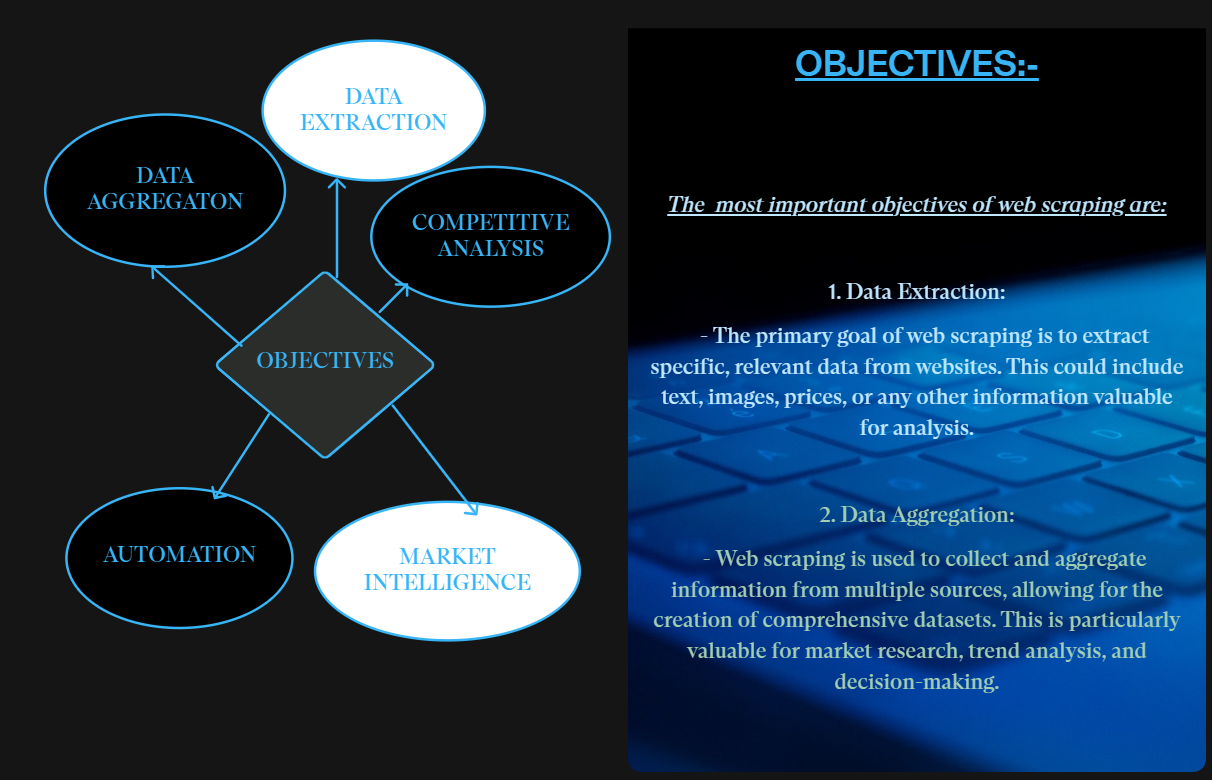 DATA
EXTRACTION
DATA
AGGREGATON
COMPETITIVE
ANALYSIS
OBJECTIVES
AUTOMATION
MARKET
INTELLIGENCE
OBJECTIVES:-
The  most important objectives of web scraping are:
1. Data Extraction:
- The primary goal of web scraping is to extract
specific, relevant data from websites. This could include
text, images, prices, or any other information valuable
for analysis.
2. Data Aggregation:
- Web scraping is used to collect and aggregate
information from multiple sources, allowing for the
creation of comprehensive datasets. This is particularly
valuable for market research, trend analysis, and
decision-making.